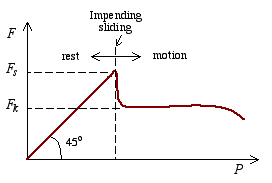 Impending
sliding
F
rest
motion
Fs
Fk
45°
P